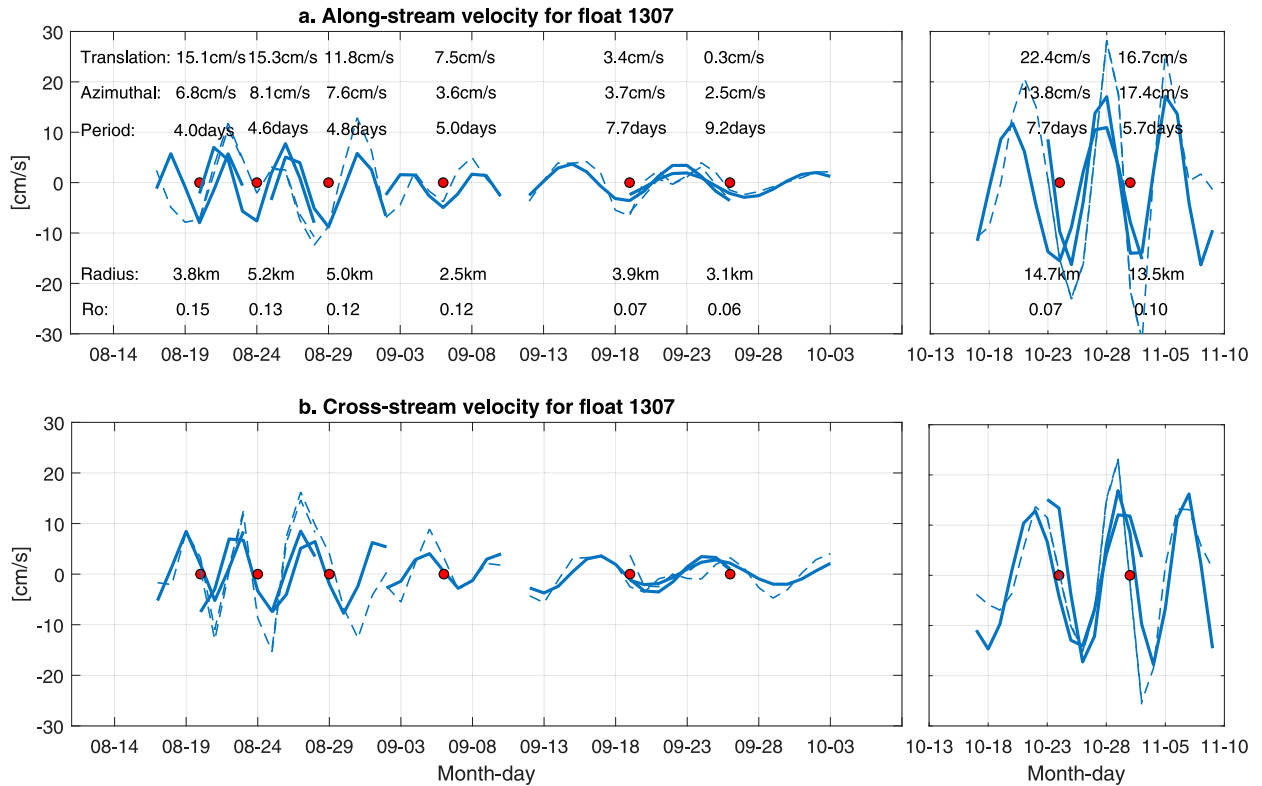 a. Along-stream velocity for float 1307
30
20
10
0
-10
-20
-30
[cm/s]
Translation: 15.1cm/s 15.3cm/s 11.8cm/s 7.5cm/s 3.4cm/s 0.3cm/s 22.4cm/s 16.7cm/s
Azimuthal: 6.8cm/s 8.1cm/s 7.6cm/s 3.6cm/s 3.7cm/s 2.5cm/s 13.8cm/s 17.4cm/s
Period: 4.0days 4.6days 4.8days 5.0days 7.7days 9.2days 7.7days 5.7days
Radius: 3.8km 5.2km 5.0km 2.5km 3.9km 3.1km 14.7km 13.5km
Ro: 0.15 0.13 0.12 0.12 0.07 0.06 0.07 0.10
08-14 08-19 08-24 08-29 09-03 09-08 09-13 09-18 09-23 09-28 10-03
10-13 10-18 10-23 10-28 11-05 11-10
b. Cross-stream velocity for float 1307
30
20
10
0
-10
-20
-30
[cm/s]
08-14 08-19 08-24 08-29 09-03 09-08 09-13 09-18 09-23 09-28 10-03
10-13 10-18 10-23 10-28 11-05 11-10
Month-day
Month-day